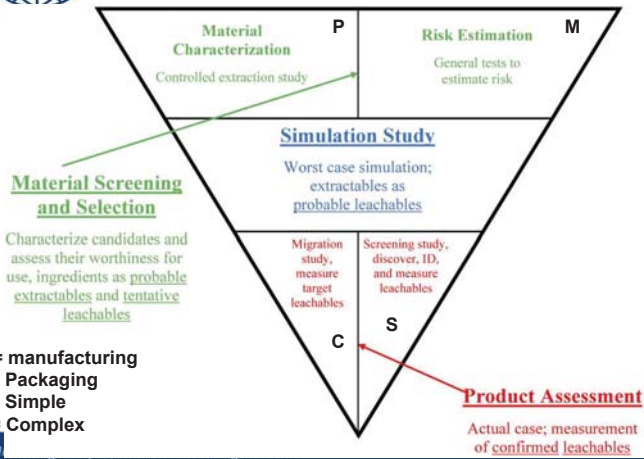 Material
Characterization
P
Controlled extraction study
Risk Estimation
M
General tests to
estimate risk
Simulation Study
Worst case simulation;
extractables as
probable leachables
Material Screening
and Selection
Characterize candidates and
assess their worthiness for
use, ingredients as probable
extractables and tentative
leachables
Migration
study,
measure
target
leachables
C
Screening study,
discover, ID,
and measure
leachables
S
= manufacturing
Packaging
Simple
Complex
Product Assessment
Actual case; measurement
of confirmed leachables